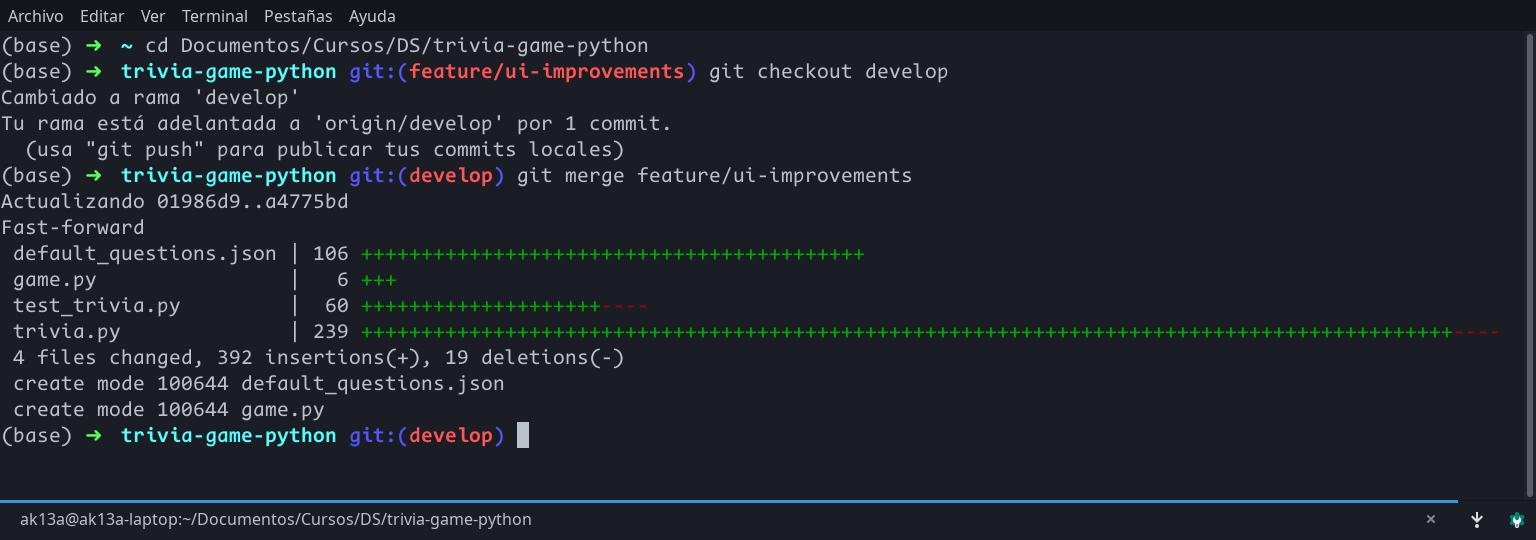 Archivo Editar Ver Terminal Pestañas Ayuda
(base) ➜ ~ cd Documentos/Cursos/DS/trivia-game-python
(base) ➜ trivia-game-python git:(feature/ui-improvements) git checkout develop
Cambiado a rama 'develop'
Tu rama está adelantada a 'origin/develop' por 1 commit.
  (usa "git push" para publicar tus commits locales)
(base) ➜ trivia-game-python git:(develop) git merge feature/ui-improvements
Actualizando 01986d9..a4775bd
Fast-forward
 default_questions.json | 106 ++++++++++++++++++++++++++++++++++++++++++
 game.py                |   6 +++
 test_trivia.py         |  60 ++++++++++++++++++++----
 trivia.py              | 239 +++++++++++++++++++++++++++++++++++++++++++++++++++++++++++++++++++++++++++++++++++++++++++----
 4 files changed, 392 insertions(+), 19 deletions(-)
 create mode 100644 default_questions.json
 create mode 100644 game.py
(base) ➜ trivia-game-python git:(develop)
ak13a@ak13a-laptop:~/Documentos/Cursos/DS/trivia-game-python